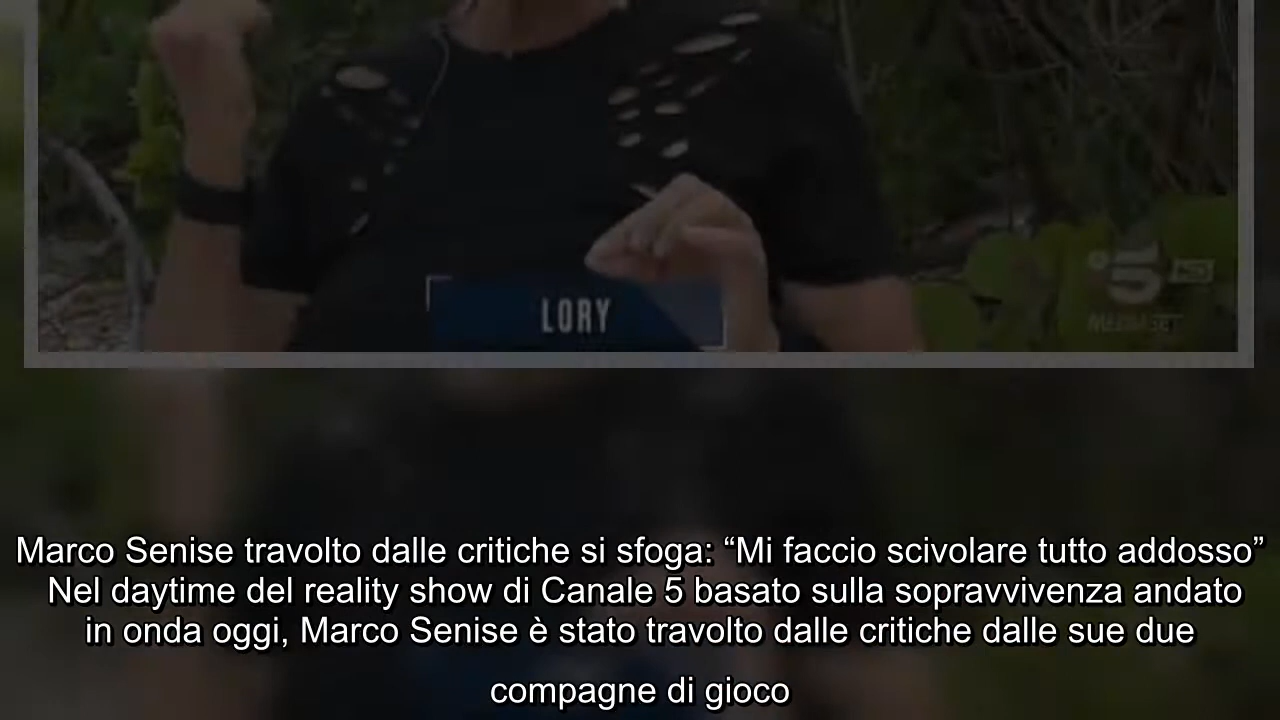 LORY
5
MEDIASET
Marco Senise travolto dalle critiche si sfoga: “Mi faccio scivolare tutto addosso”
Nel daytime del reality show di Canale 5 basato sulla sopravvivenza andato
in onda oggi, Marco Senise è stato travolto dalle critiche dalle sue due
compagne di gioco